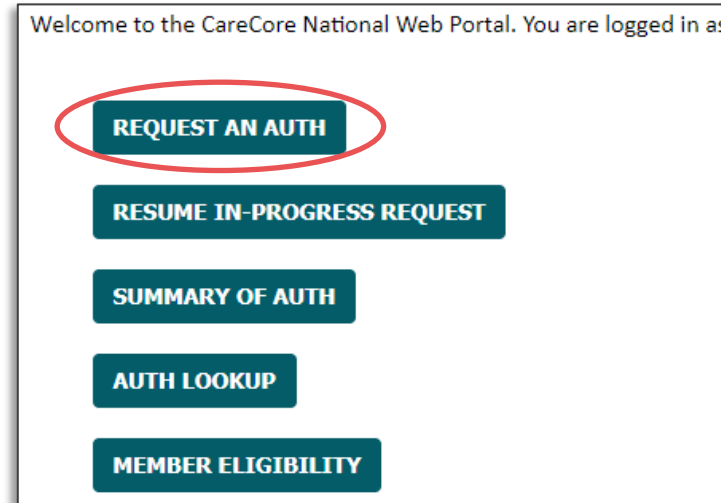 Welcome to the CareCore National Web Portal. You are logged in as
REQUEST AN AUTH
RESUME IN-PROGRESS REQUEST
SUMMARY OF AUTH
AUTH LOOKUP
MEMBER ELIGIBILITY